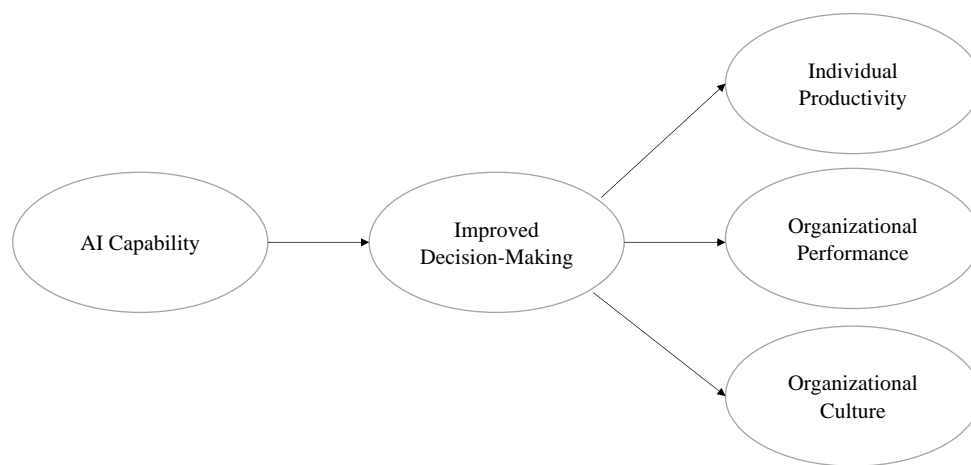 AI Capability
Improved
Decision-Making
Individual
Productivity
Organizational
Performance
Organizational
Culture